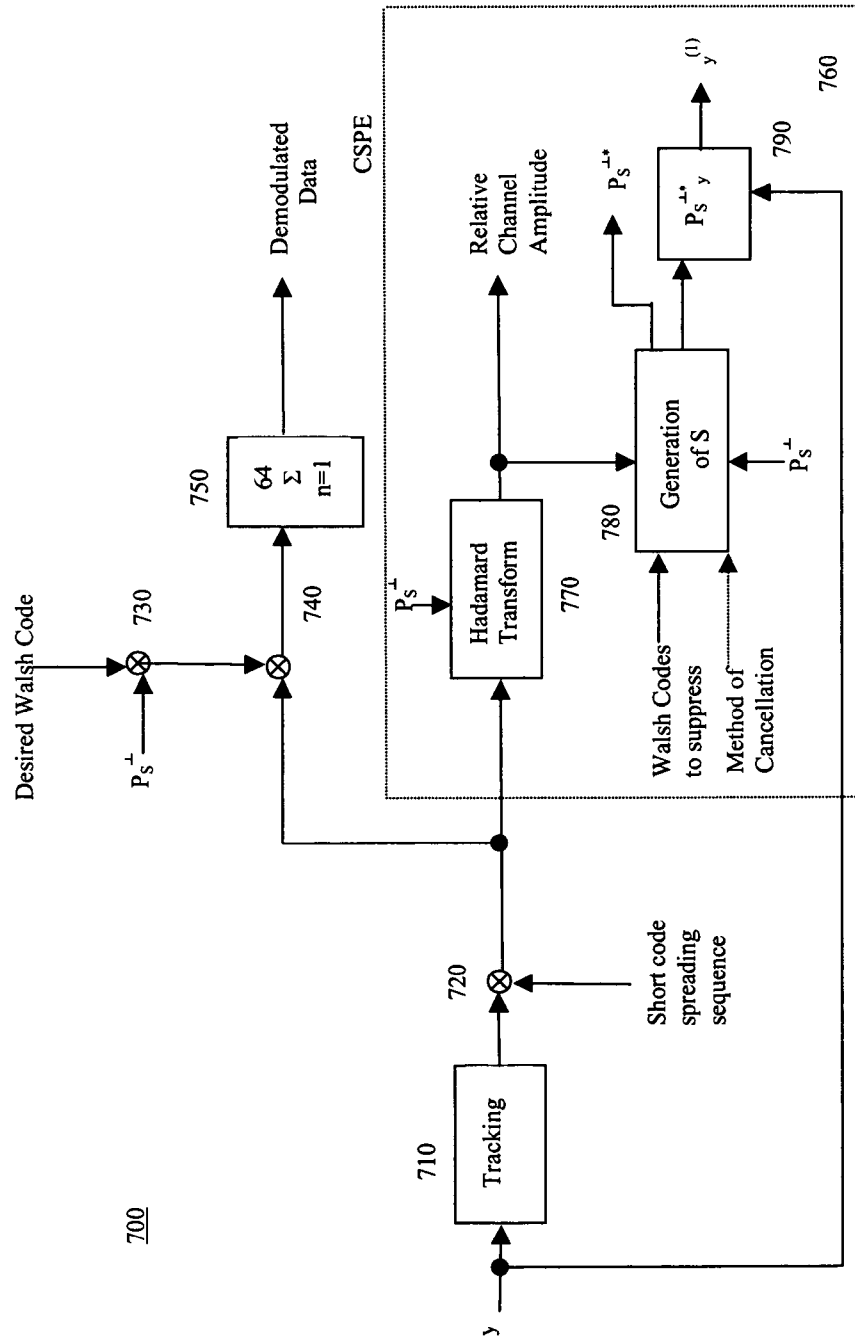 700
y
710
Tracking
720
Short code
spreading
sequence
Desired Walsh Code
730
P_S^⊥
740
750
64
Σ
n=1
Demodulated
Data
CSPE
P_S^⊥
Hadamard
Transform
770
Relative
Channel
Amplitude
780
Generation
of S
Walsh Codes
to suppress
Method of
Cancellation
P_S^⊥
P_S^⊥*
P_S^⊥* y
790
y^(1)
760